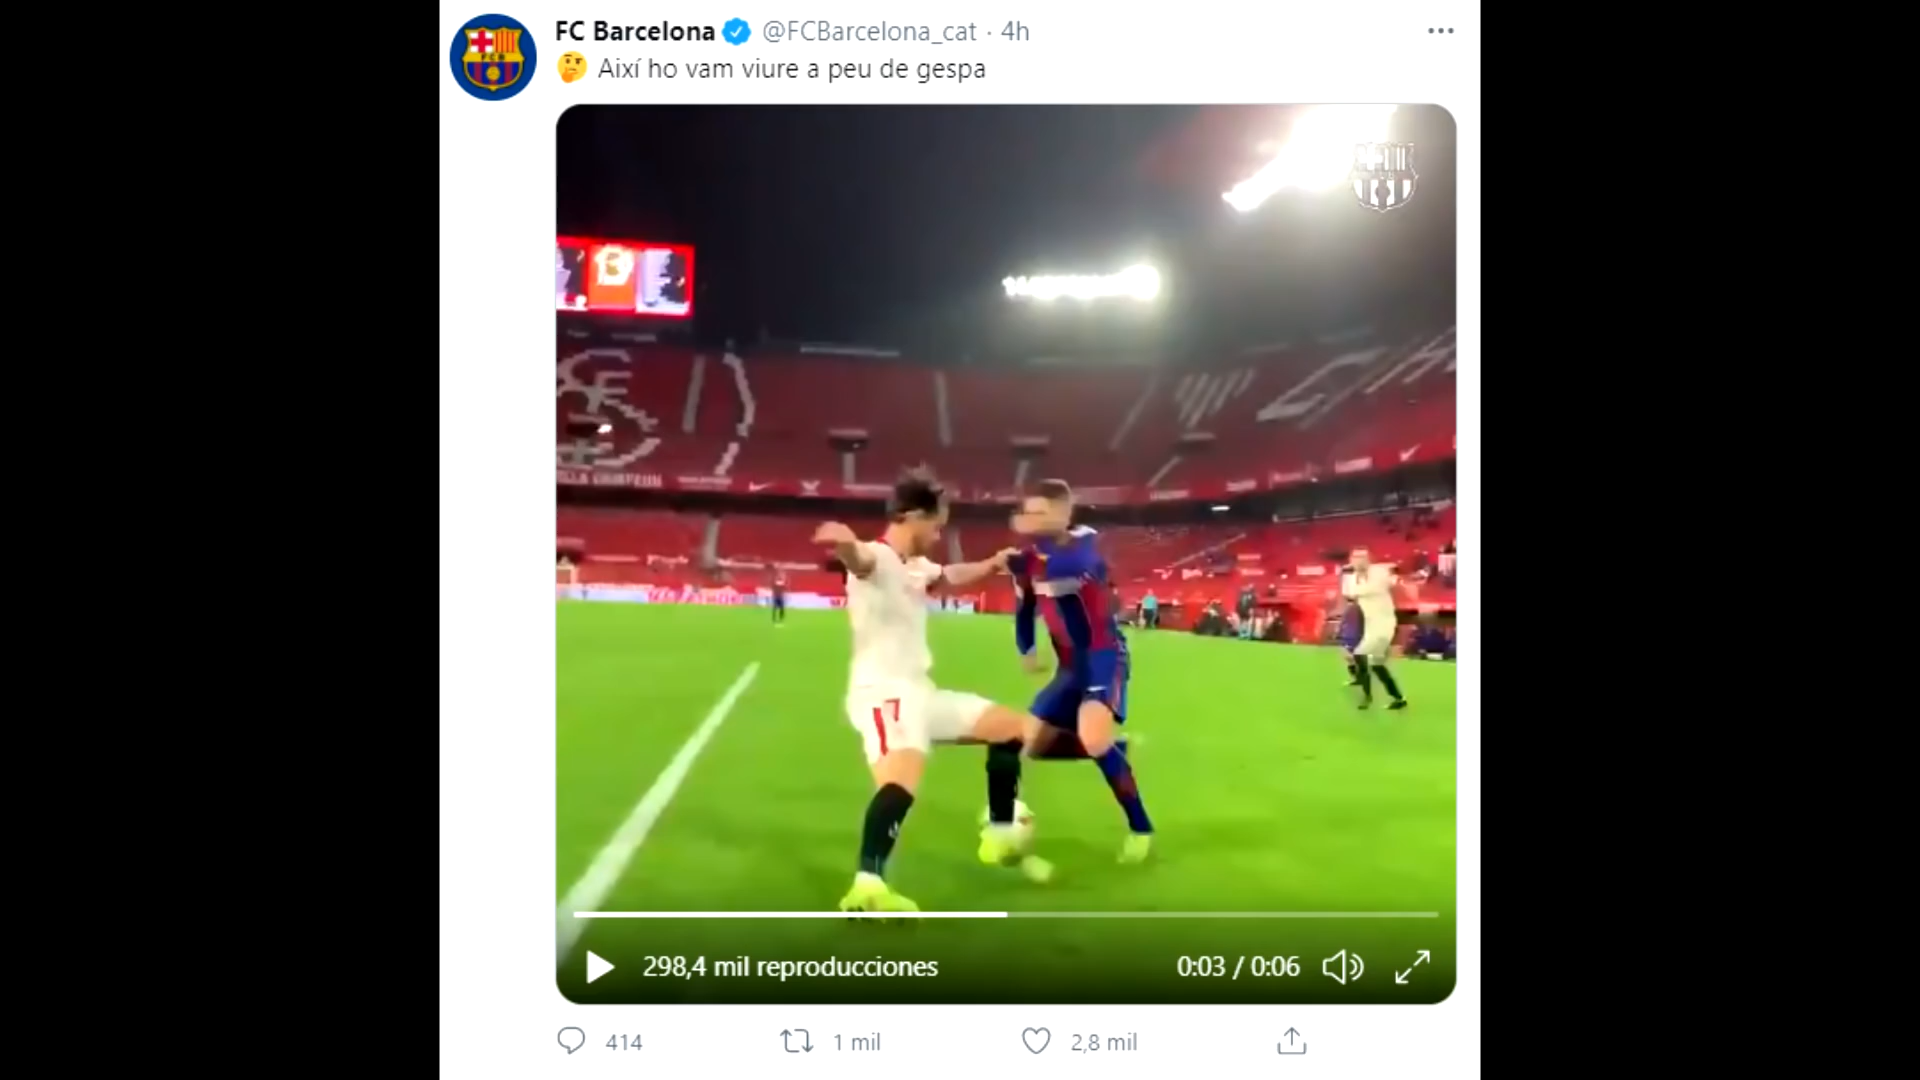 FC Barcelona @FCBarcelona_cat · 4h
Així ho vam viure a peu de gespa
298,4 mil reproducciones
0:03 / 0:06
414
1 mil
2,8 mil